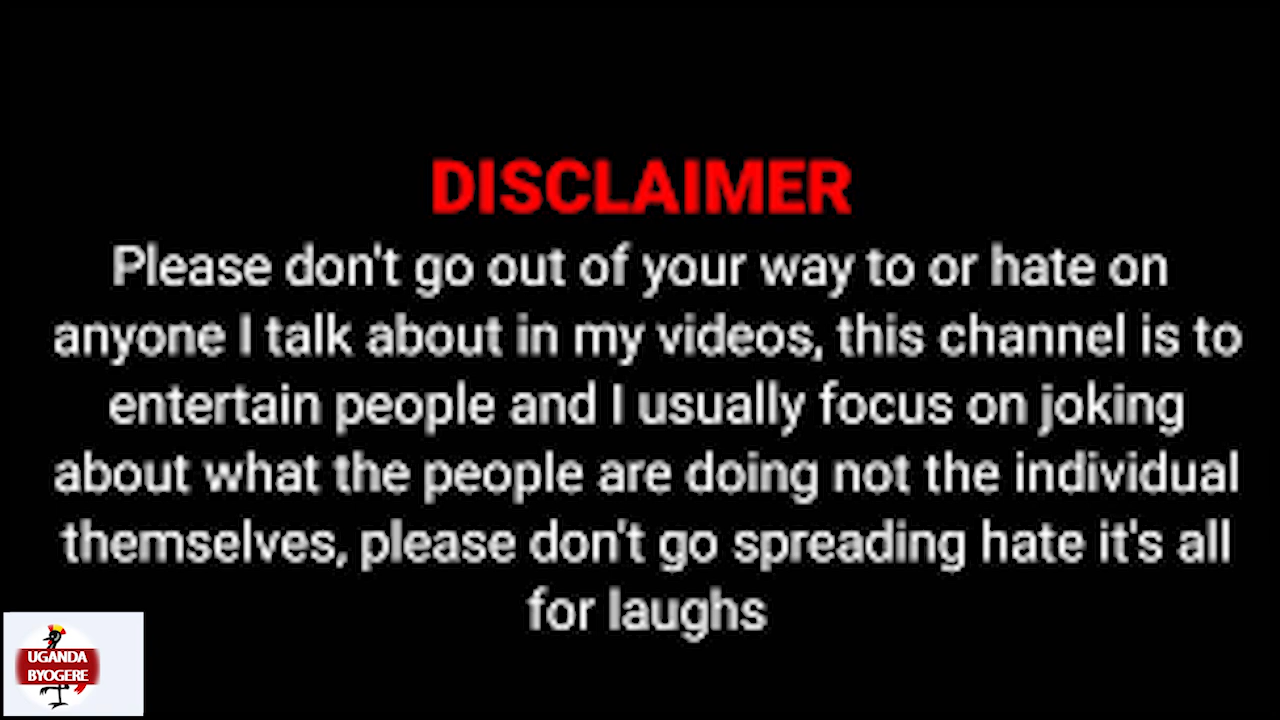 DISCLAIMER
Please don't go out of your way to or hate on
anyone I talk about in my videos, this channel is to
entertain people and I usually focus on joking
about what the people are doing not the individual
themselves, please don't go spreading hate it's all
for laughs
UGANDA
BYOGERE